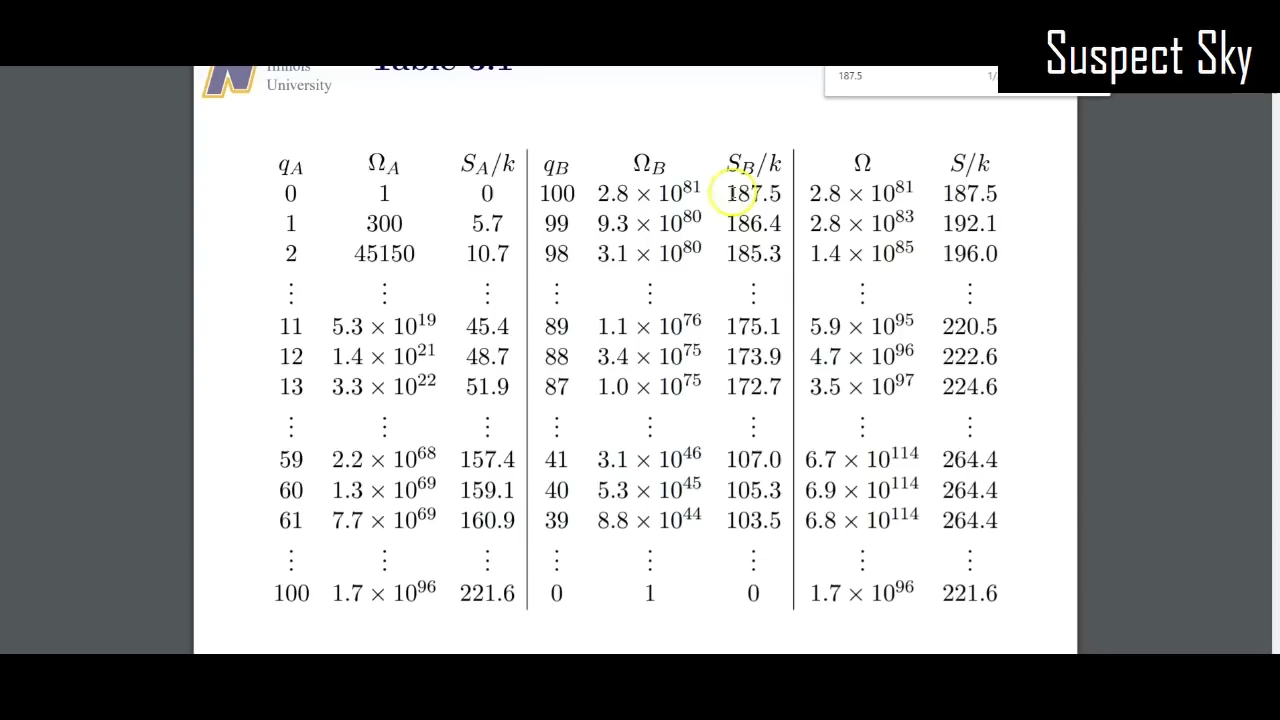 Suspect Sky
Illinois
University
Table 3.1
187.5 1/
q_A Ω_A S_A/k q_B Ω_B S_B/k Ω S/k
0 1 0 100 2.8 × 10^81 187.5 2.8 × 10^81 187.5
1 300 5.7 99 9.3 × 10^80 186.4 2.8 × 10^83 192.1
2 45150 10.7 98 3.1 × 10^80 185.3 1.4 × 10^85 196.0
⋮ ⋮ ⋮ ⋮ ⋮ ⋮ ⋮ ⋮
11 5.3 × 10^19 45.4 89 1.1 × 10^76 175.1 5.9 × 10^95 220.5
12 1.4 × 10^21 48.7 88 3.4 × 10^75 173.9 4.7 × 10^96 222.6
13 3.3 × 10^22 51.9 87 1.0 × 10^75 172.7 3.5 × 10^97 224.6
⋮ ⋮ ⋮ ⋮ ⋮ ⋮ ⋮ ⋮
59 2.2 × 10^68 157.4 41 3.1 × 10^46 107.0 6.7 × 10^114 264.4
60 1.3 × 10^69 159.1 40 5.3 × 10^45 105.3 6.9 × 10^114 264.4
61 7.7 × 10^69 160.9 39 8.8 × 10^44 103.5 6.8 × 10^114 264.4
⋮ ⋮ ⋮ ⋮ ⋮ ⋮ ⋮ ⋮
100 1.7 × 10^96 221.6 0 1 0 1.7 × 10^96 221.6